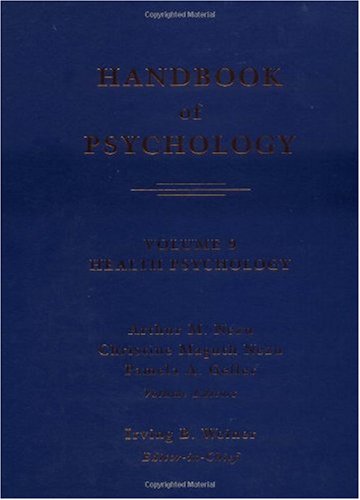 Copyrighted Material
HANDBOOK
of
PSYCHOLOGY
VOLUME 9
HEALTH PSYCHOLOGY
Arthur M. Nezu
Christine Maguth Nezu
Pamela A. Geller
Volume Editors
Irving B. Weiner
Editor-in-Chief
Copyrighted Material